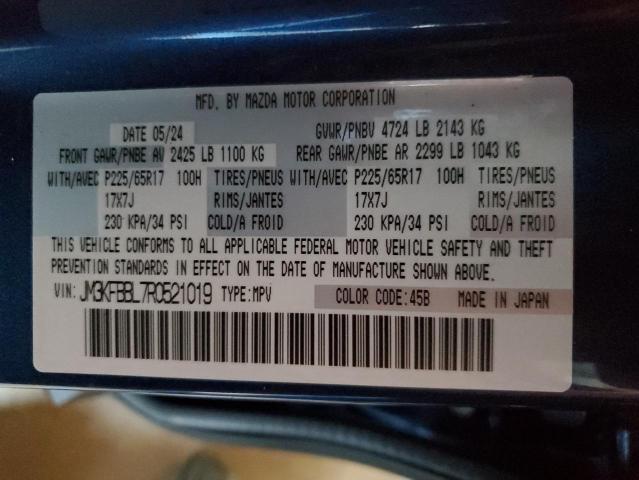 MFD. BY MAZDA MOTOR CORPORATION
DATE 05/24 GVWR/PNBV 4724 LB 2143 KG
FRONT GAWR/PNBE AV 2425 LB 1100 KG REAR GAWR/PNBE AR 2299 LB 1043 KG
WITH/AVEC P225/65R17 100H TIRES/PNEUS WITH/AVEC P225/65R17 100H TIRES/PNEUS
17X7J RIMS/JANTES 17X7J RIMS/JANTES
230 KPA/34 PSI COLD/A FROID 230 KPA/34 PSI COLD/A FROID
THIS VEHICLE CONFORMS TO ALL APPLICABLE FEDERAL MOTOR VEHICLE SAFETY AND THEFT
PREVENTION STANDARDS IN EFFECT ON THE DATE OF MANUFACTURE SHOWN ABOVE.
VIN: JM3KFBBL7R0521019 TYPE:MPV COLOR CODE:45B MADE IN JAPAN